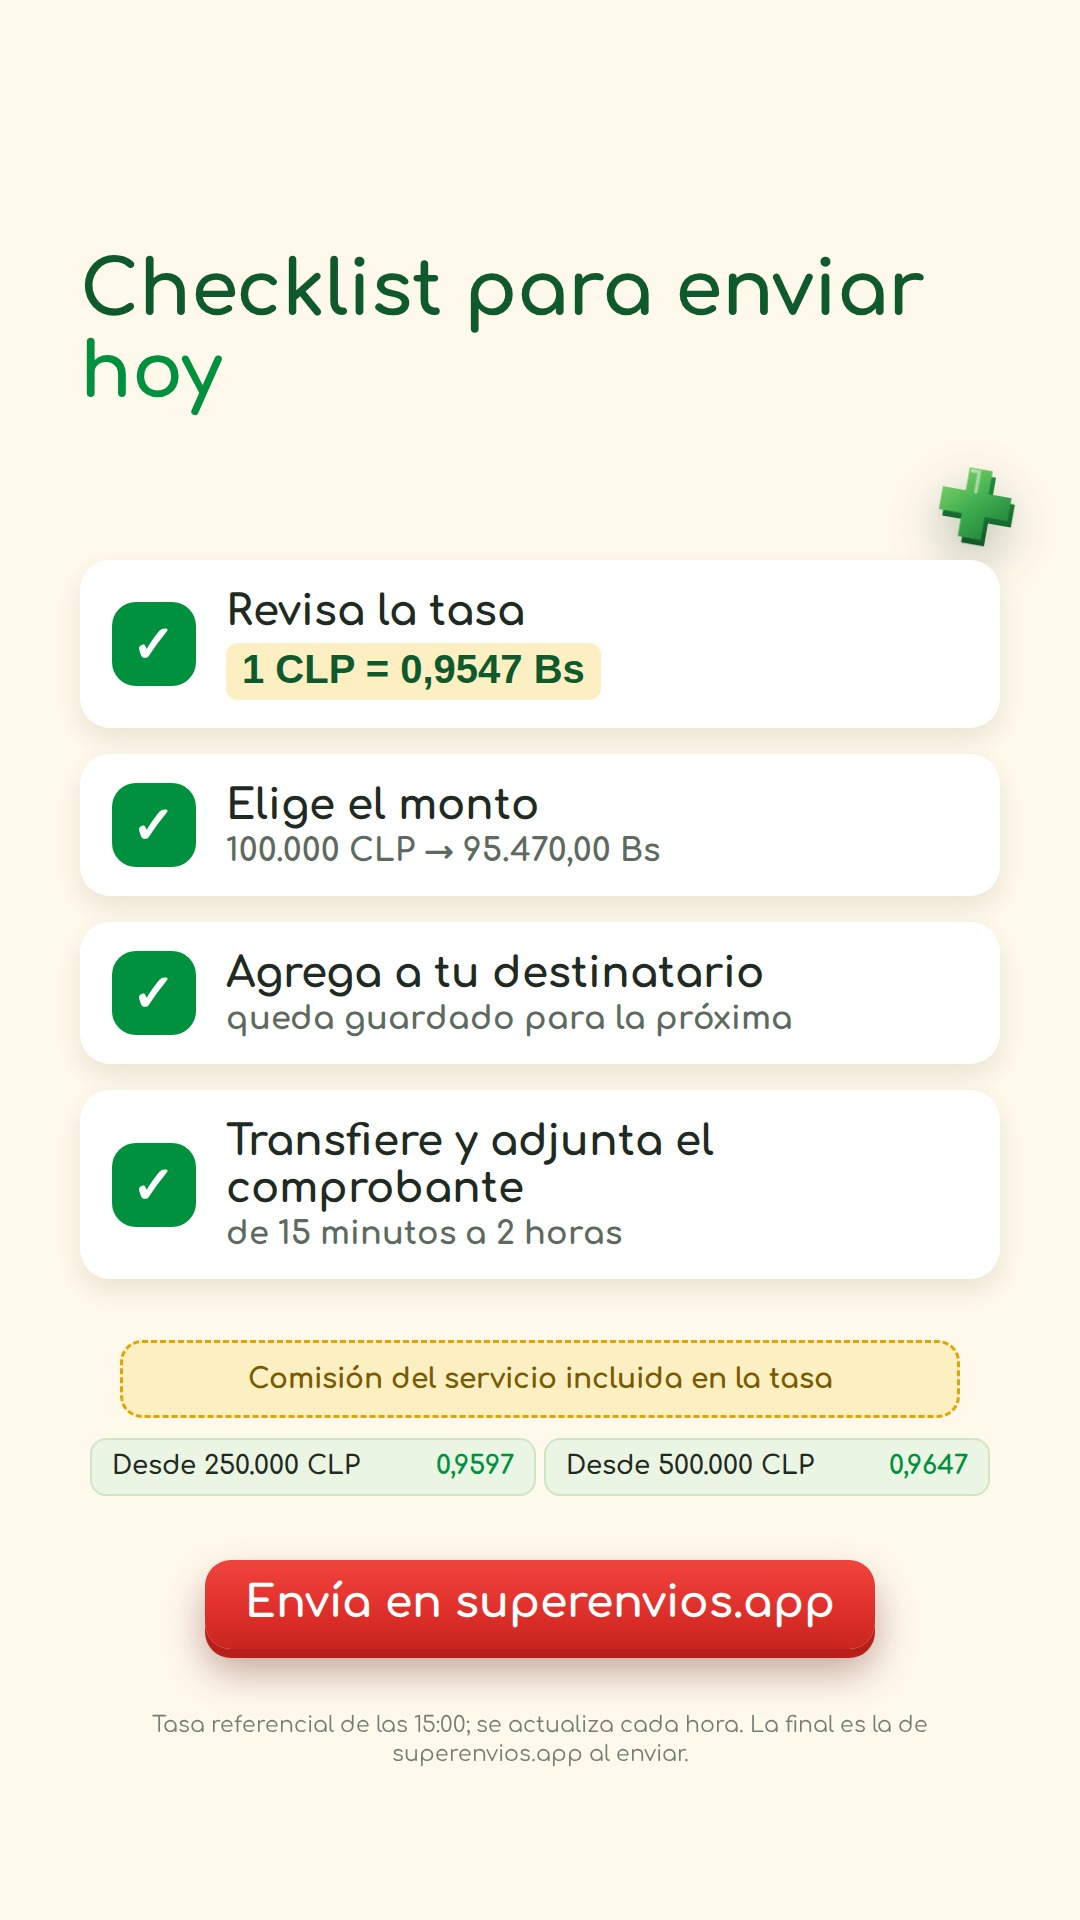 Checklist para enviar
hoy
✓ Revisa la tasa
1 CLP = 0,9547 Bs
✓ Elige el monto
100.000 CLP → 95.470,00 Bs
✓ Agrega a tu destinatario
queda guardado para la próxima
✓ Transfiere y adjunta el
comprobante
de 15 minutos a 2 horas
Comisión del servicio incluida en la tasa
Desde 250.000 CLP 0,9597 Desde 500.000 CLP 0,9647
Envía en superenvios.app
Tasa referencial de las 15:00; se actualiza cada hora. La final es la de
superenvios.app al enviar.